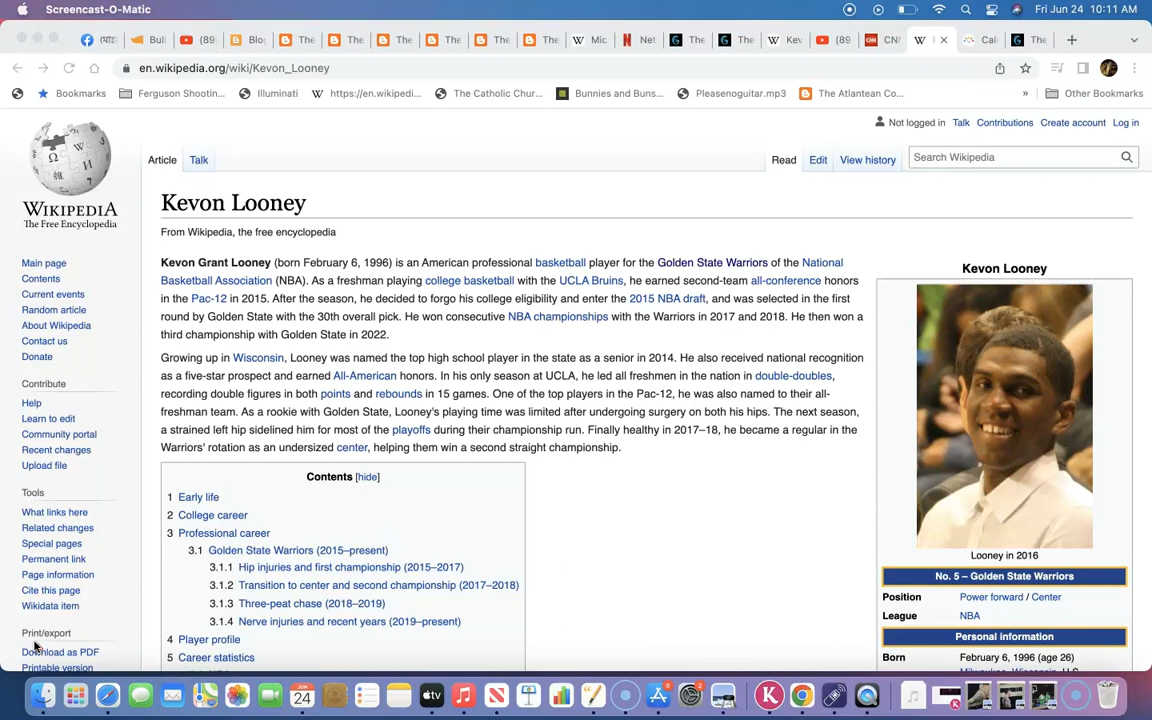 Screencast-O-Matic
Fri Jun 24 10:11 AM
Bull
(89
Blog
The
The
The
The
The
The
Mic
Net
The
The
Kev
(89
CNN
Cal
The
en.wikipedia.org/wiki/Kevon_Looney
Bookmarks
Ferguson Shootin...
Illuminati
https://en.wikipedi...
The Catholic Chur...
Bunnies and Buns...
Pleasenoguitar.mp3
The Atlantean Co...
»
Other Bookmarks
Not logged in Talk Contributions Create account Log in
WIKIPEDIA
The Free Encyclopedia
Article Talk
Read Edit View history
Search Wikipedia
Main page
Contents
Current events
Random article
About Wikipedia
Contact us
Donate
Contribute
Help
Learn to edit
Community portal
Recent changes
Upload file
Tools
What links here
Related changes
Special pages
Permanent link
Page information
Cite this page
Wikidata item
Print/export
Download as PDF
Printable version
Kevon Looney
From Wikipedia, the free encyclopedia
Kevon Grant Looney (born February 6, 1996) is an American professional basketball player for the Golden State Warriors of the National
Basketball Association (NBA). As a freshman playing college basketball with the UCLA Bruins, he earned second-team all-conference honors
in the Pac-12 in 2015. After the season, he decided to forgo his college eligibility and enter the 2015 NBA draft, and was selected in the first
round by Golden State with the 30th overall pick. He won consecutive NBA championships with the Warriors in 2017 and 2018. He then won a
third championship with Golden State in 2022.
Growing up in Wisconsin, Looney was named the top high school player in the state as a senior in 2014. He also received national recognition
as a five-star prospect and earned All-American honors. In his only season at UCLA, he led all freshmen in the nation in double-doubles,
recording double figures in both points and rebounds in 15 games. One of the top players in the Pac-12, he was also named to their all-
freshman team. As a rookie with Golden State, Looney's playing time was limited after undergoing surgery on both his hips. The next season,
a strained left hip sidelined him for most of the playoffs during their championship run. Finally healthy in 2017–18, he became a regular in the
Warriors' rotation as an undersized center, helping them win a second straight championship.
Contents [hide]
1 Early life
2 College career
3 Professional career
3.1 Golden State Warriors (2015–present)
3.1.1 Hip injuries and first championship (2015–2017)
3.1.2 Transition to center and second championship (2017–2018)
3.1.3 Three-peat chase (2018–2019)
3.1.4 Nerve injuries and recent years (2019–present)
4 Player profile
5 Career statistics
Kevon Looney
Looney in 2016
No. 5 – Golden State Warriors
Position Power forward / Center
League NBA
Personal information
Born February 6, 1996 (age 26)